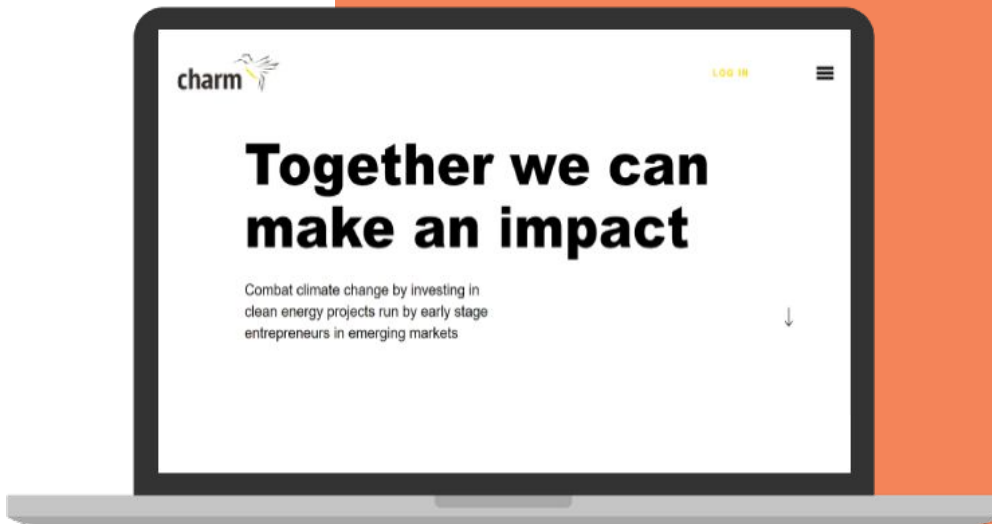 charm
LOG IN
Together we can
make an impact
Combat climate change by investing in
clean energy projects run by early stage
entrepreneurs in emerging markets